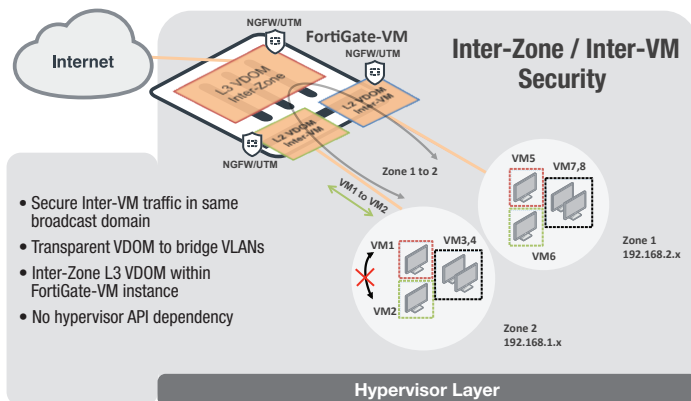 NGFW/UTM
FortiGate-VM
NGFW/UTM
Inter-Zone / Inter-VM
Security
Internet
L3 VDOM
Inter-Zone
L2 VDOM
Inter-VM
L2 VDOM
Inter-VM
NGFW/UTM
Zone 1 to 2
VM1 to VM2
• Secure Inter-VM traffic in same
broadcast domain
• Transparent VDOM to bridge VLANs
• Inter-Zone L3 VDOM within
FortiGate-VM instance
• No hypervisor API dependency
VM5
VM7,8
VM6
Zone 1
192.168.2.x
VM1
VM3,4
VM2
Zone 2
192.168.1.x
Hypervisor Layer